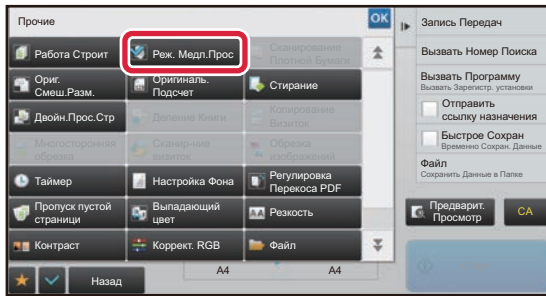 Прочие
OK
Работа Строит
Реж. Медл.Прос
Сканирование
Плотной Бумаги
Ориг.
Смеш.Разм.
Оригиналь.
Подсчет
Стирание
Двойн.Прос.Стр
Деление Книги
Копирование
Визиток
Многосторонняя
обрезка
Сканир-ние
визиток
Обрезка
изображений
Таймер
Настройка Фона
Регулировка
Перекоса PDF
Пропуск пустой
страници
Выпадающий
цвет
Резкость
Контраст
Коррект. RGB
Файл
Назад
A4
A4
Запись Передач
Вызвать Номер Поиска
Вызвать Программу
Вызвать Зарегистр. установки
Отправить
ссылку назначения
Быстрое Сохран
Временно Сохран. Данные
Файл
Сохранить Данные в Папке
Предварит.
Просмотр
CA